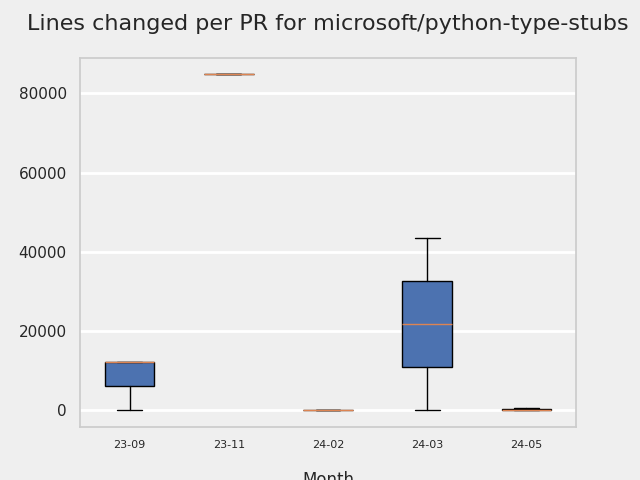 Lines changed per PR for microsoft/python-type-stubs
80000
60000
40000
20000
0
23-09 23-11 24-02 24-03 24-05
Month